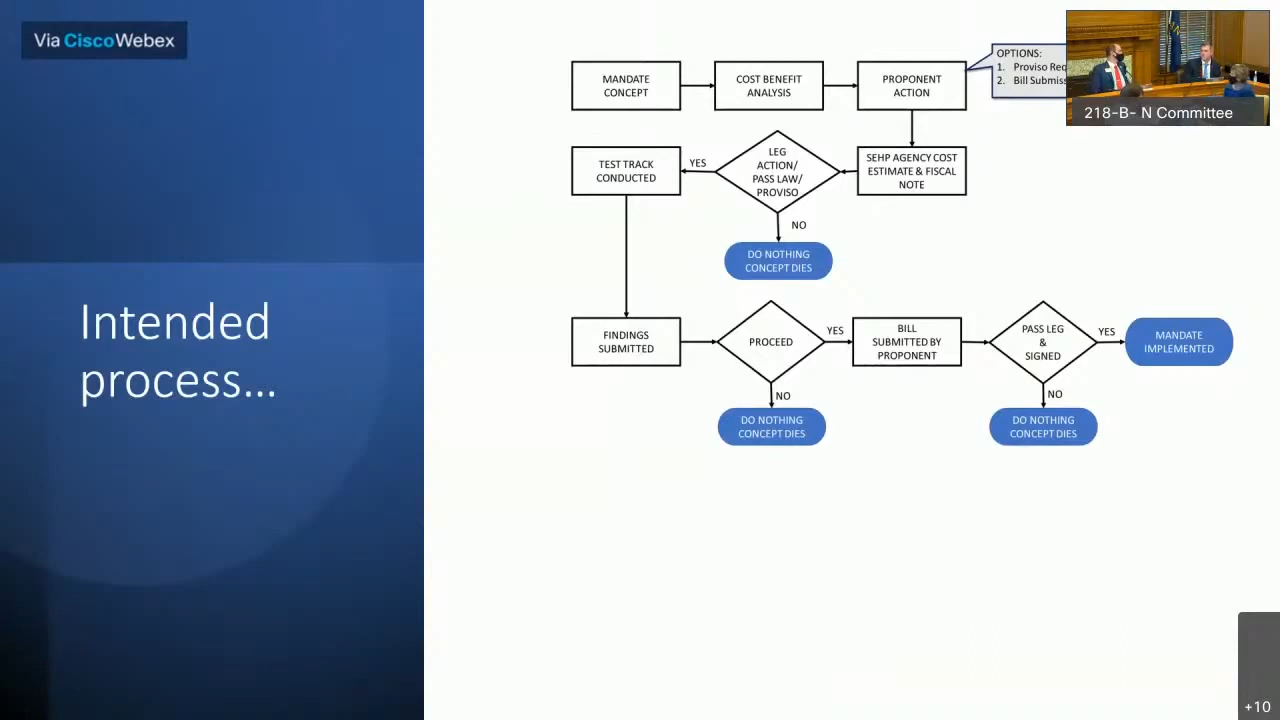 Via CiscoWebex
Intended
process...
MANDATE
CONCEPT
COST BENEFIT
ANALYSIS
PROPONENT
ACTION
OPTIONS:
1. Proviso
2. Bill
218-B- N Committee
TEST TRACK
CONDUCTED
YES
LEG
ACTION/
PASS LAW/
PROVISO
SEHP AGENCY COST
ESTIMATE & FISCAL
NOTE
NO
DO NOTHING
CONCEPT DIES
FINDINGS
SUBMITTED
PROCEED
YES
BILL
SUBMITTED BY
PROPONENT
PASS LEG
&
SIGNED
YES
MANDATE
IMPLEMENTED
NO
DO NOTHING
CONCEPT DIES
NO
DO NOTHING
CONCEPT DIES
+10